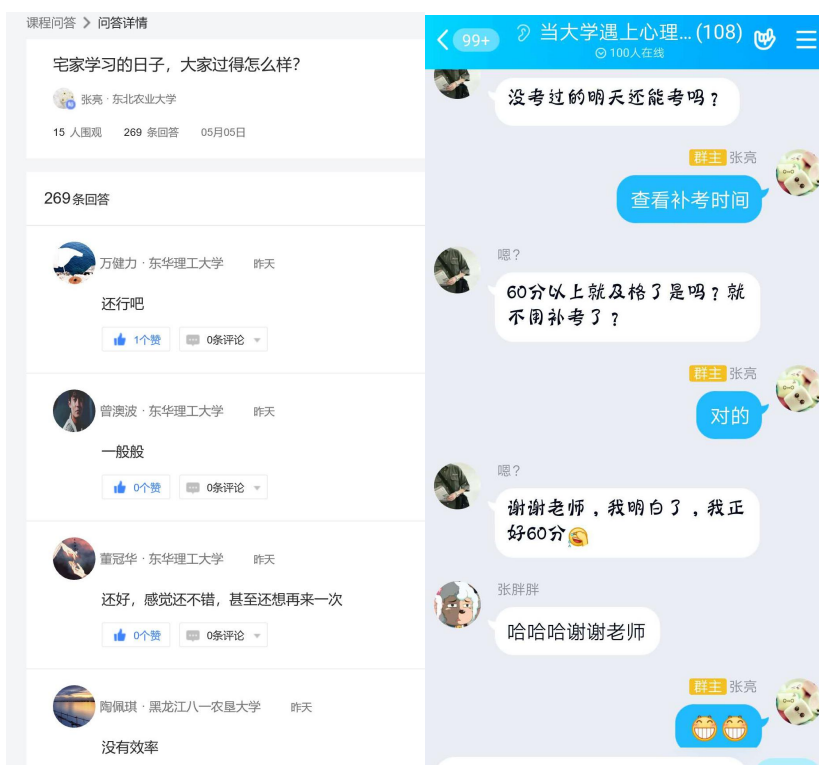 课程问答 > 问答详情
宅家学习的日子，大家过得怎么样？
张亮 · 东北农业大学
15 人围观 269 条回答 05月05日
269条回答
万健力 · 东华理工大学 昨天
还行吧
1个赞 0条评论
曾澳波 · 东华理工大学 昨天
一般般
0个赞 0条评论
董冠华 · 东华理工大学 昨天
还好，感觉还不错，甚至还想再来一次
0个赞 0条评论
陶佩琪 · 黑龙江八一农垦大学 昨天
没有效率
99+ 当大学遇上心理... (108)
100人在线
没考过的明天还能考吗？
群主 张亮
查看补考时间
嗯？
60分以上就及格了是吗？就
不用补考了？
群主 张亮
对的
嗯？
谢谢老师，我明白了，我正
好60分
张胖胖
哈哈哈谢谢老师
群主 张亮